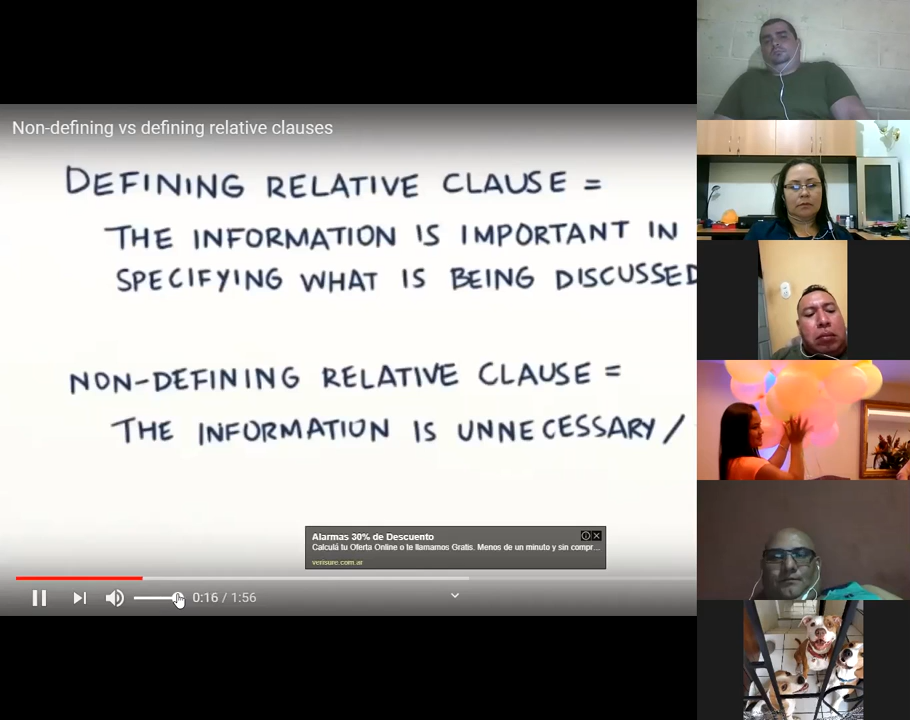 Non-defining vs defining relative clauses
DEFINING RELATIVE CLAUSE =
THE INFORMATION IS IMPORTANT IN
SPECIFYING WHAT IS BEING DISCUSSED
NON-DEFINING RELATIVE CLAUSE =
THE INFORMATION IS UNNECESSARY/
Alarmas 30% de Descuento
Calculá tu Oferta Online o te llamamos Gratis. Menos de un minuto y sin compr...
verisure.com.ar
0:16 / 1:56